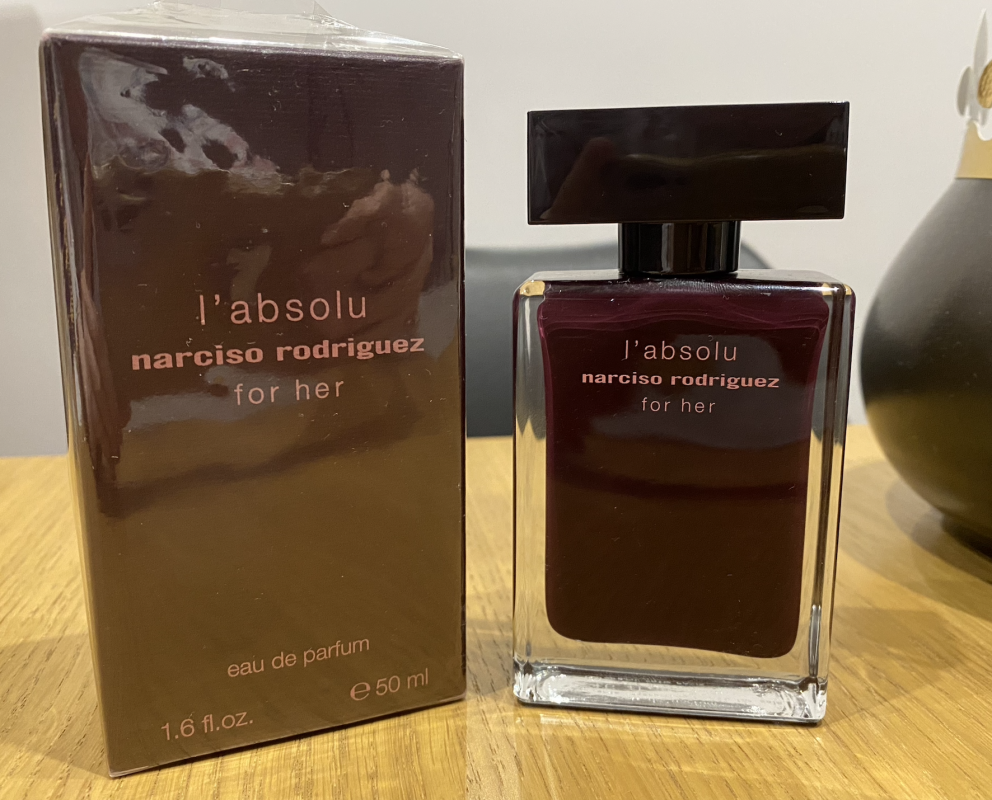 l'absolu
narciso rodriguez
for her
eau de parfum
℮ 50 ml
1.6 fl.oz.
l'absolu
narciso rodriguez
for her